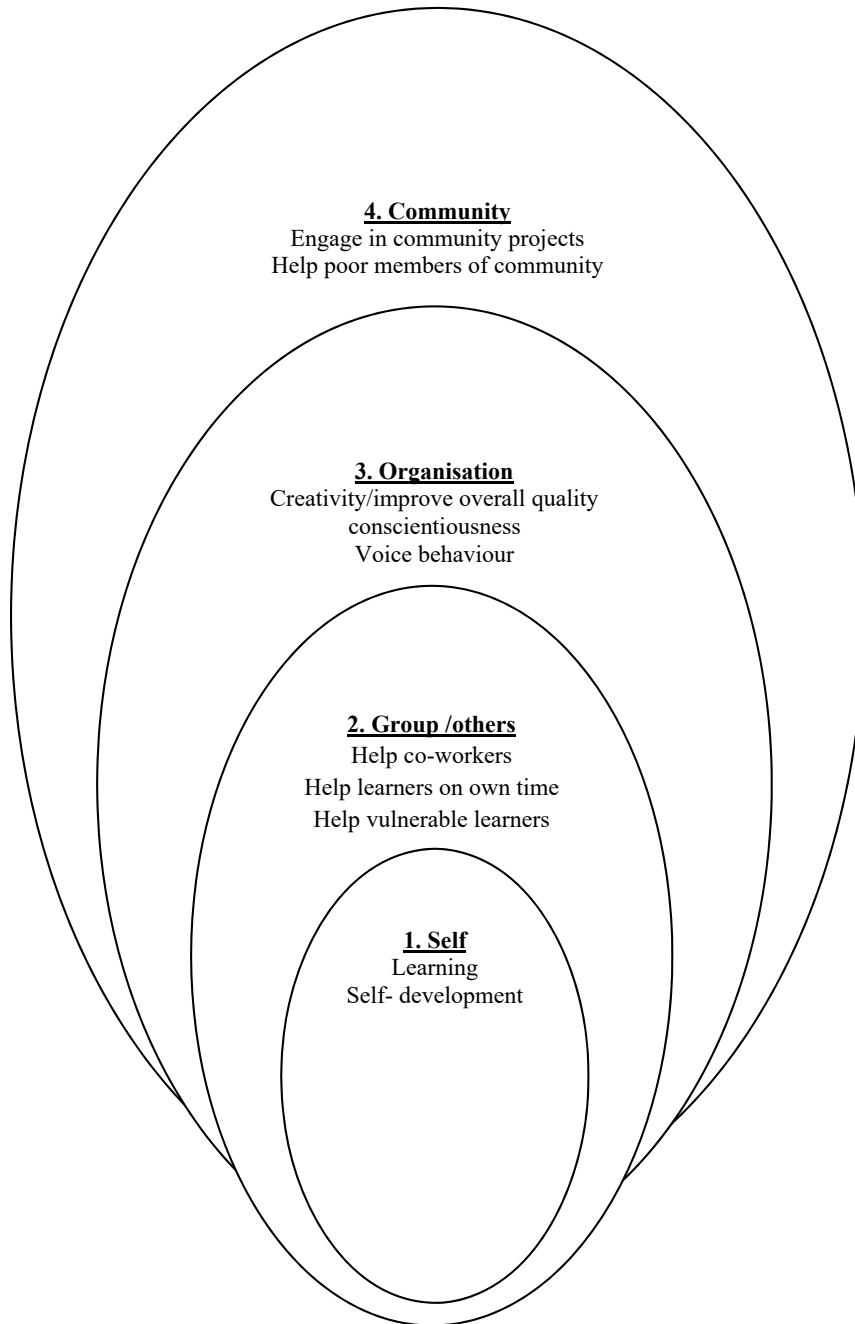 4. Community
Engage in community projects
Help poor members of community
3. Organisation
Creativity/improve overall quality
conscientiousness
Voice behaviour
2. Group /others
Help co-workers
Help learners on own time
Help vulnerable learners
1. Self
Learning
Self- development